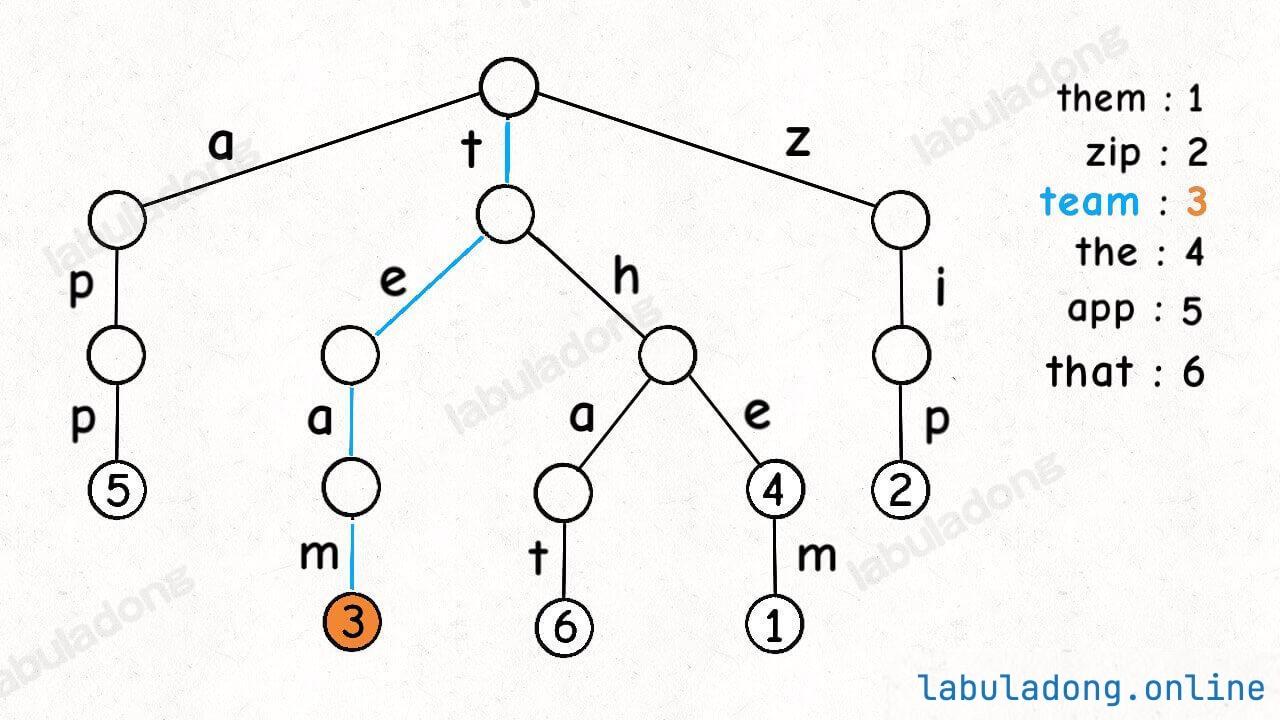 labuladong
labuladong
them : 1
a
t
z
zip : 2
labuladong
team : 3
the : 4
p
e
h
i
app : 5
labuladong
that : 6
p
a
a
e
p
5
4
2
labuladong
m
t
m
3
6
1
labuladong
labuladong.online